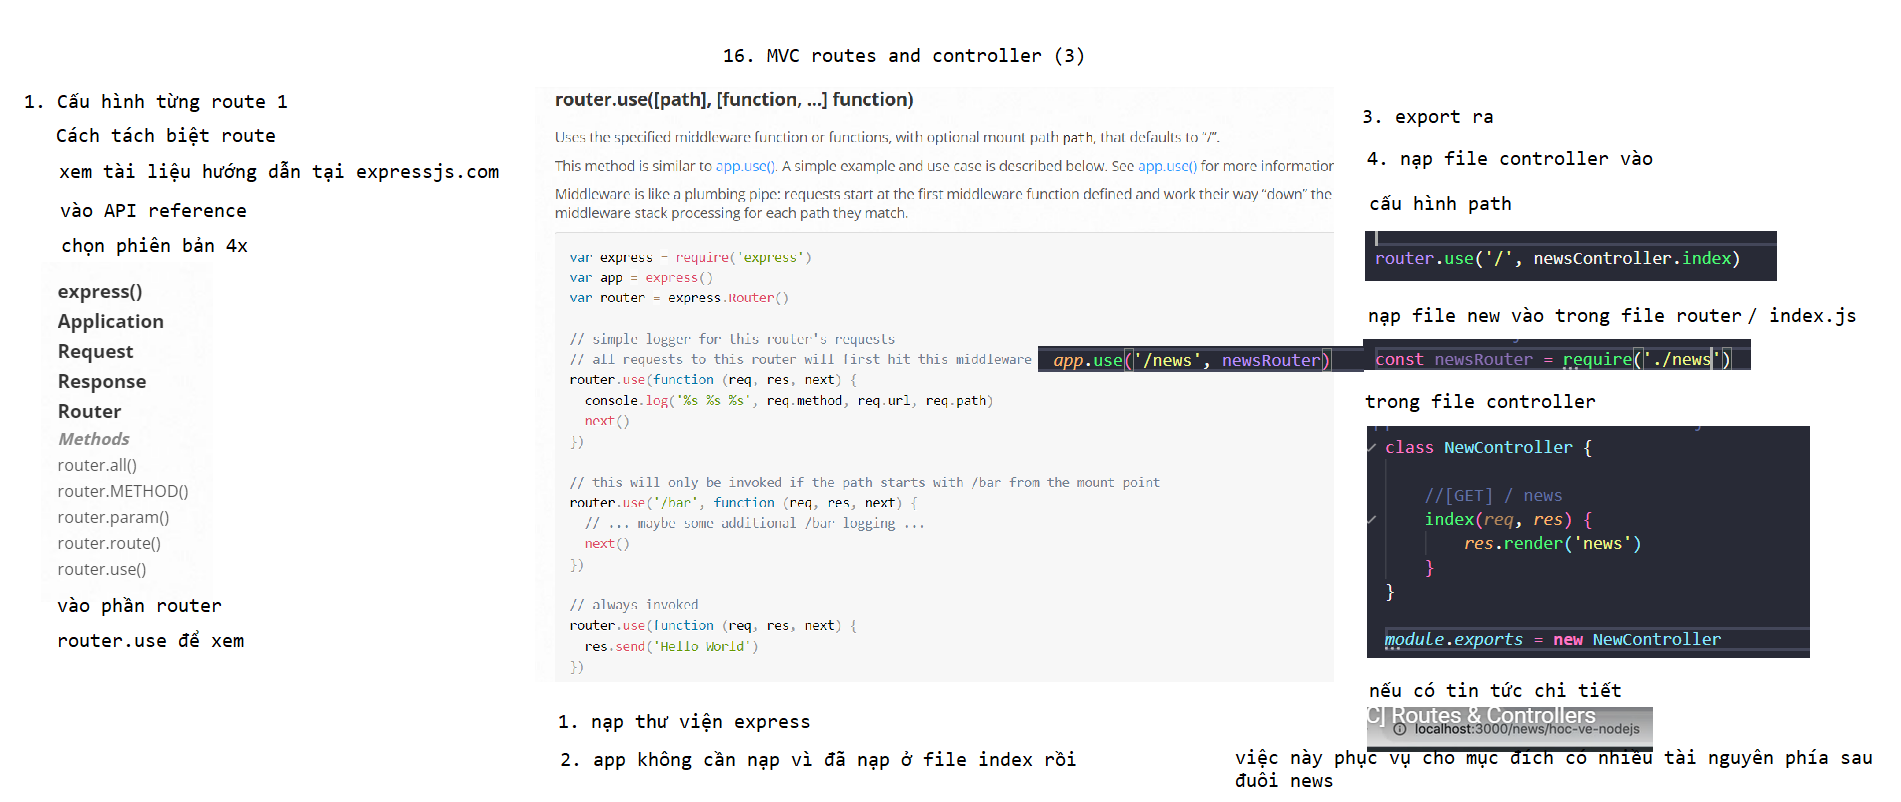 16. MVC routes and controller (3)
1. Cấu hình từng route 1
Cách tách biệt route
xem tài liệu hướng dẫn tại expressjs.com
vào API reference
chọn phiên bản 4x
express()
Application
Request
Response
Router
Methods
router.all()
router.METHOD()
router.param()
router.route()
router.use()
vào phần router
router.use để xem
router.use([path], [function, ...] function)
Uses the specified middleware function or functions, with optional mount path path, that defaults to “/”.
This method is similar to app.use(). A simple example and use case is described below. See app.use() for more information
Middleware is like a plumbing pipe: requests start at the first middleware function defined and work their way “down” the
middleware stack processing for each path they match.
var express = require('express')
var app = express()
var router = express.Router()
// simple logger for this router's requests
// all requests to this router will first hit this middleware
router.use(function (req, res, next) {
console.log('%s %s %s', req.method, req.url, req.path)
next()
})
// this will only be invoked if the path starts with /bar from the mount point
router.use('/bar', function (req, res, next) {
// ... maybe some additional /bar logging ...
next()
})
// always invoked
router.use(function (req, res, next) {
res.send('Hello World')
})
1. nạp thư viện express
2. app không cần nạp vì đã nạp ở file index rồi
3. export ra
4. nạp file controller vào
cấu hình path
router.use('/', newsController.index)
nạp file new vào trong file router / index.js
app.use('/news', newsRouter)
const newsRouter = require('./news')
trong file controller
class NewController {
//[GET] / news
index(req, res) {
res.render('news')
}
}
module.exports = new NewController
nếu có tin tức chi tiết
C] Routes & Controllers
localhost:3000/news/hoc-ve-nodejs
việc này phục vụ cho mục đích có nhiều tài nguyên phía sau
đuôi news